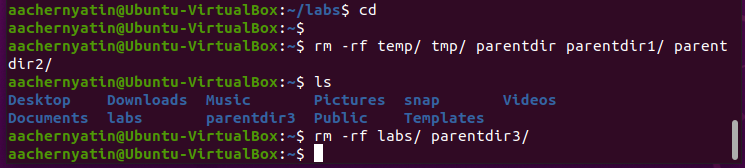 aachernyatin@Ubuntu-VirtualBox:~/labs$ cd
aachernyatin@Ubuntu-VirtualBox:~$
aachernyatin@Ubuntu-VirtualBox:~$ rm -rf temp/ tmp/ parentdir parentdir1/ parent
dir2/
aachernyatin@Ubuntu-VirtualBox:~$ ls
Desktop    Downloads  Music       Pictures  snap       Videos
Documents  labs       parentdir3  Public    Templates
aachernyatin@Ubuntu-VirtualBox:~$ rm -rf labs/ parentdir3/
aachernyatin@Ubuntu-VirtualBox:~$